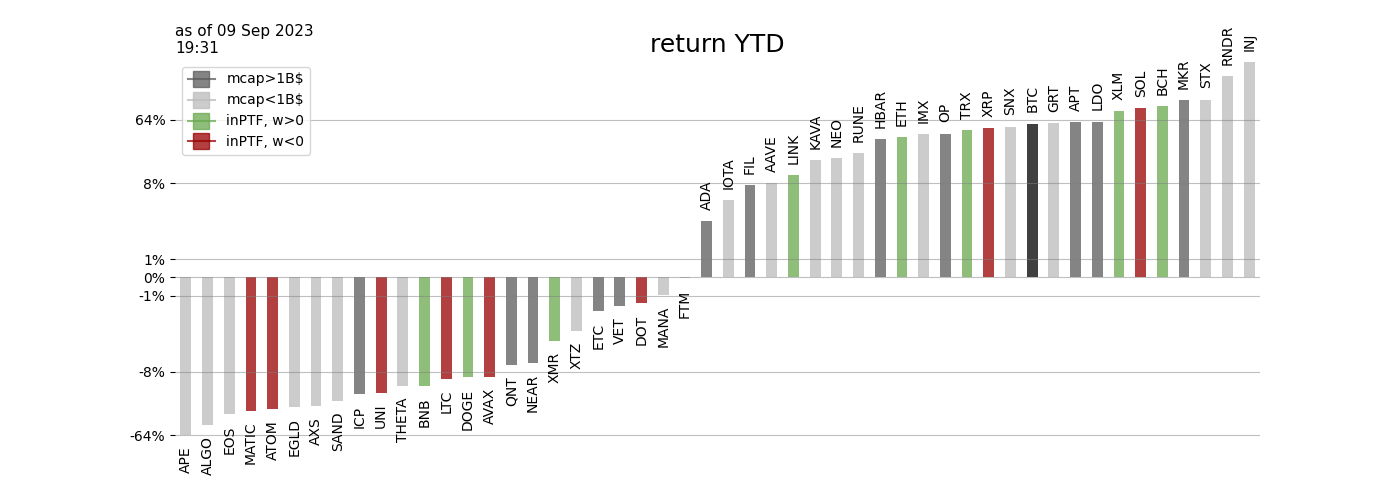 as of 09 Sep 2023
19:31
return YTD
mcap>1B$
mcap<1B$
inPTF, w>0
inPTF, w<0
64%
8%
1%
0%
-1%
-8%
-64%
APE
ALGO
EOS
MATIC
ATOM
EGLD
AXS
SAND
ICP
UNI
THETA
BNB
LTC
DOGE
AVAX
QNT
NEAR
XMR
XTZ
ETC
VET
DOT
MANA
FTM
ADA
IOTA
FIL
AAVE
LINK
KAVA
NEO
RUNE
HBAR
ETH
IMX
OP
TRX
XRP
SNX
BTC
GRT
APT
LDO
XLM
SOL
BCH
MKR
STX
RNDR
INJ